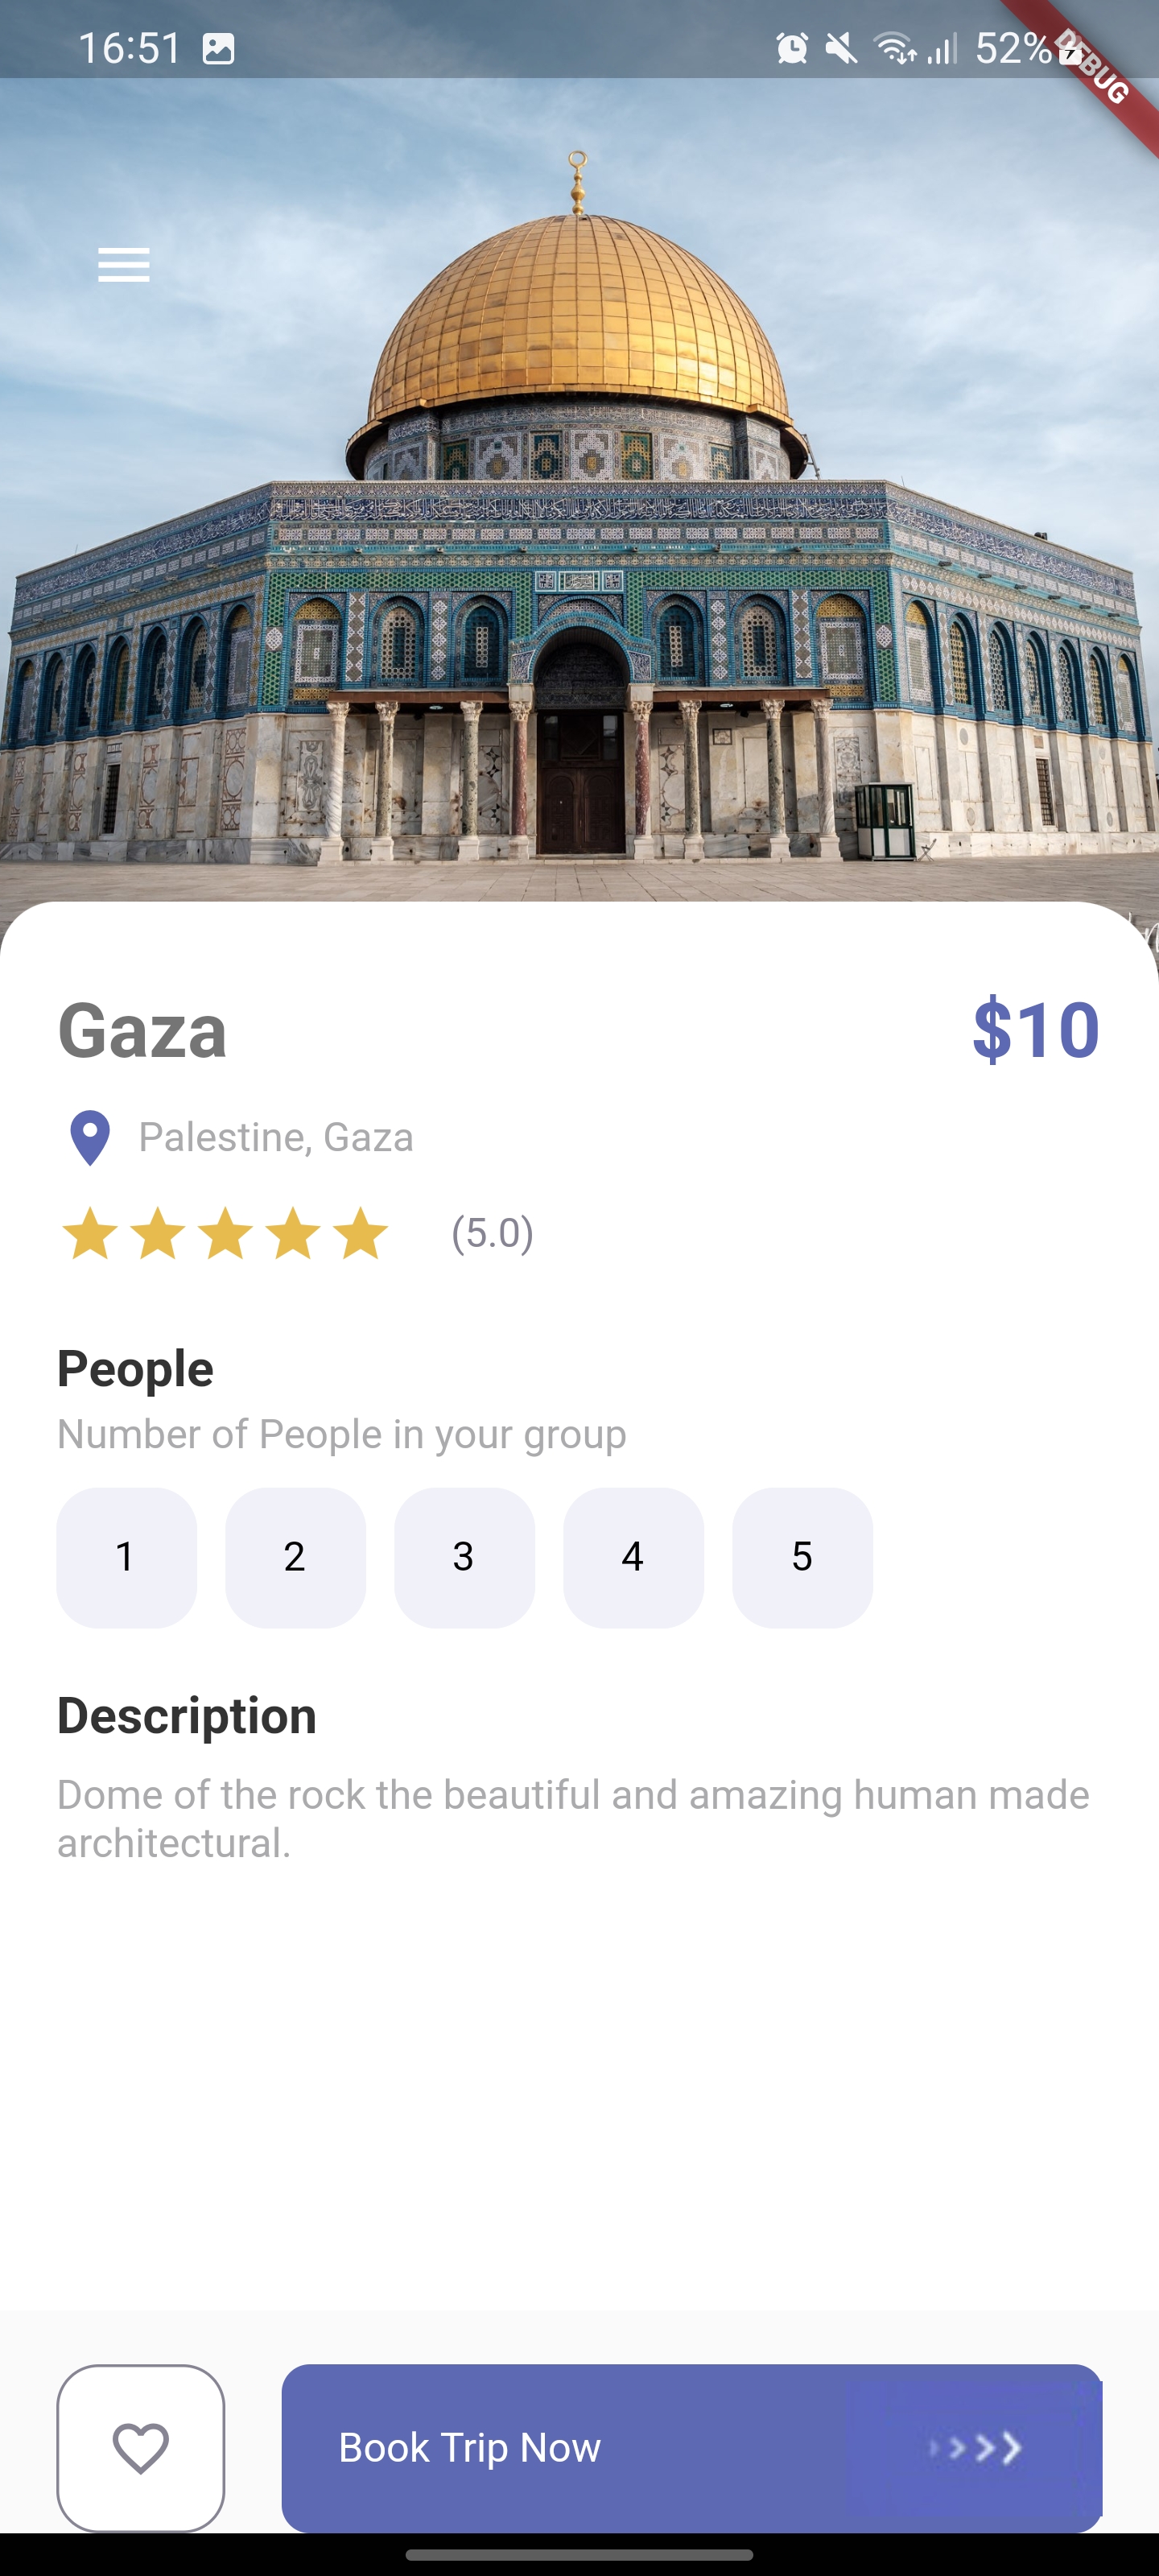 16:51
52%
DEBUG
Gaza
$10
Palestine, Gaza
(5.0)
People
Number of People in your group
1 2 3 4 5
Description
Dome of the rock the beautiful and amazing human made
architectural.
Book Trip Now